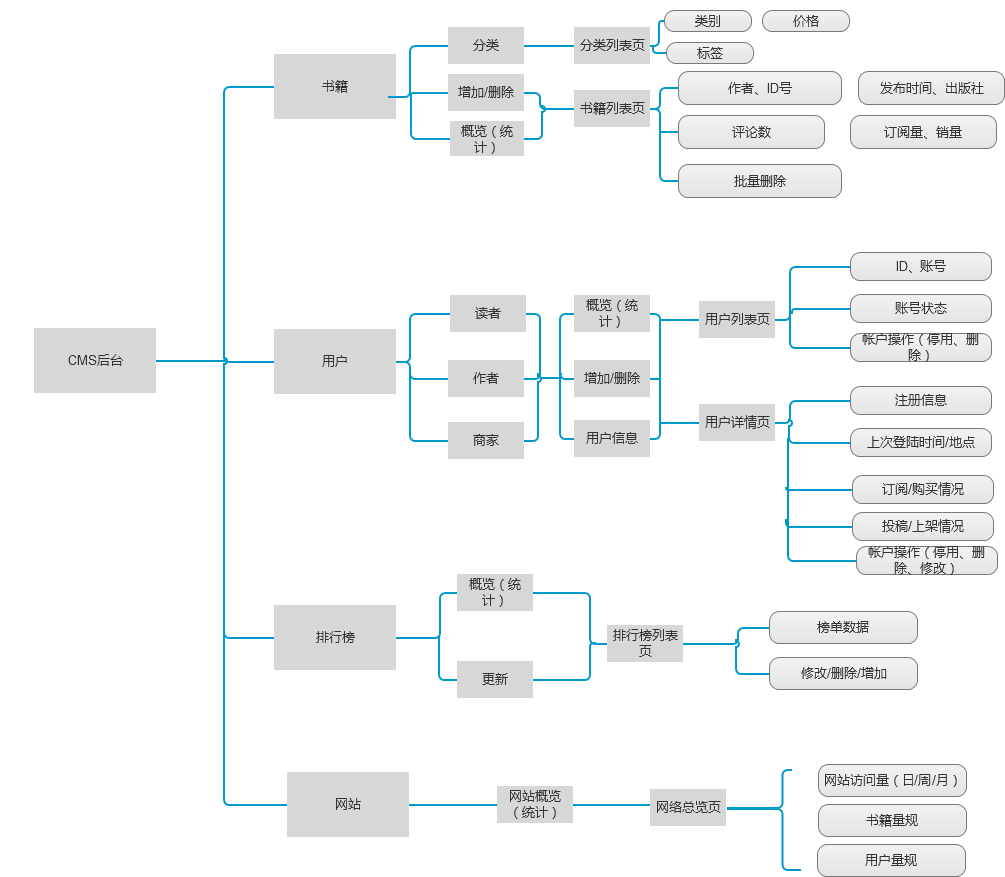 CMS后台
书籍
分类
增加/删除
概览（统
计）
分类列表页
类别
价格
标签
书籍列表页
作者、ID号
发布时间、出版社
评论数
订阅量、销量
批量删除
用户
读者
作者
商家
概览（统
计）
增加/删除
用户信息
用户列表页
ID、账号
账号状态
帐户操作（停用、删
除）
用户详情页
注册信息
上次登陆时间/地点
订阅/购买情况
投稿/上架情况
帐户操作（停用、删
除、修改）
排行榜
概览（统
计）
更新
排行榜列表
页
榜单数据
修改/删除/增加
网站
网站概览
（统计）
网络总览页
网站访问量（日/周/月）
书籍量规
用户量规